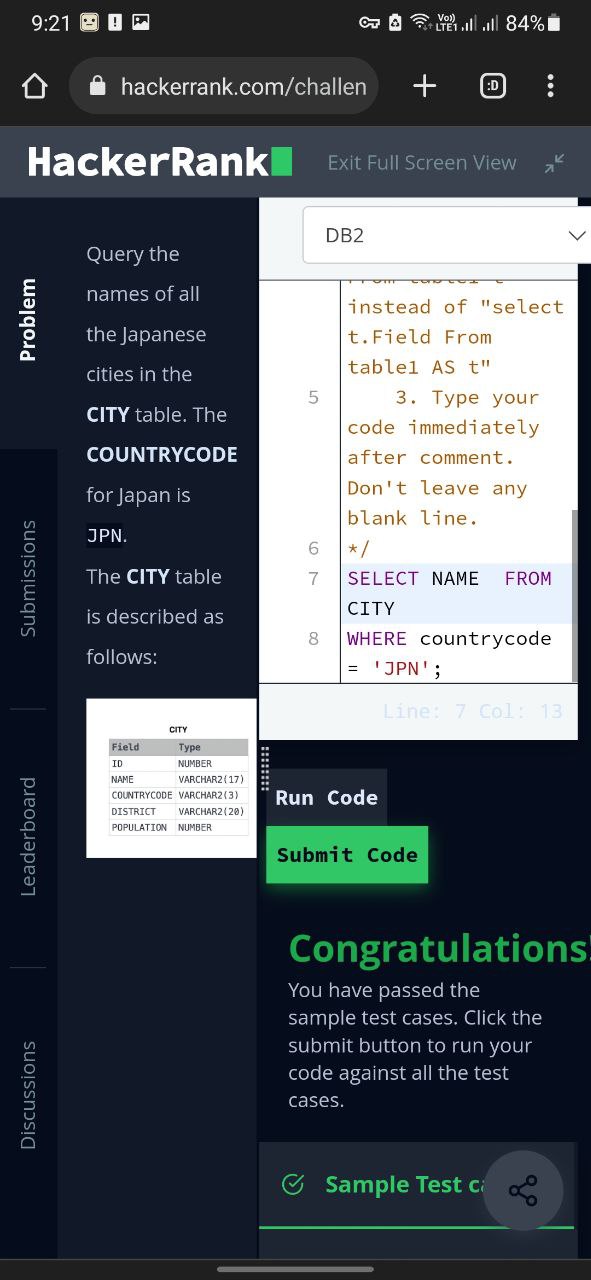 9:21
Vo)) LTE1 84%
hackerrank.com/challen
:D
HackerRank
Exit Full Screen View
Problem
Submissions
Leaderboard
Discussions
Query the
names of all
the Japanese
cities in the
CITY table. The
COUNTRYCODE
for Japan is
JPN.
The CITY table
is described as
follows:
CITY
Field Type
ID NUMBER
NAME VARCHAR2(17)
COUNTRYCODE VARCHAR2(3)
DISTRICT VARCHAR2(20)
POPULATION NUMBER
DB2
From table1 t
instead of "select
t.Field From
table1 AS t"
5 3. Type your
code immediately
after comment.
Don't leave any
blank line.
6 */
7 SELECT NAME  FROM
CITY
8 WHERE countrycode
= 'JPN';
Line: 7 Col: 13
Run Code
Submit Code
Congratulations!
You have passed the
sample test cases. Click the
submit button to run your
code against all the test
cases.
Sample Test ca